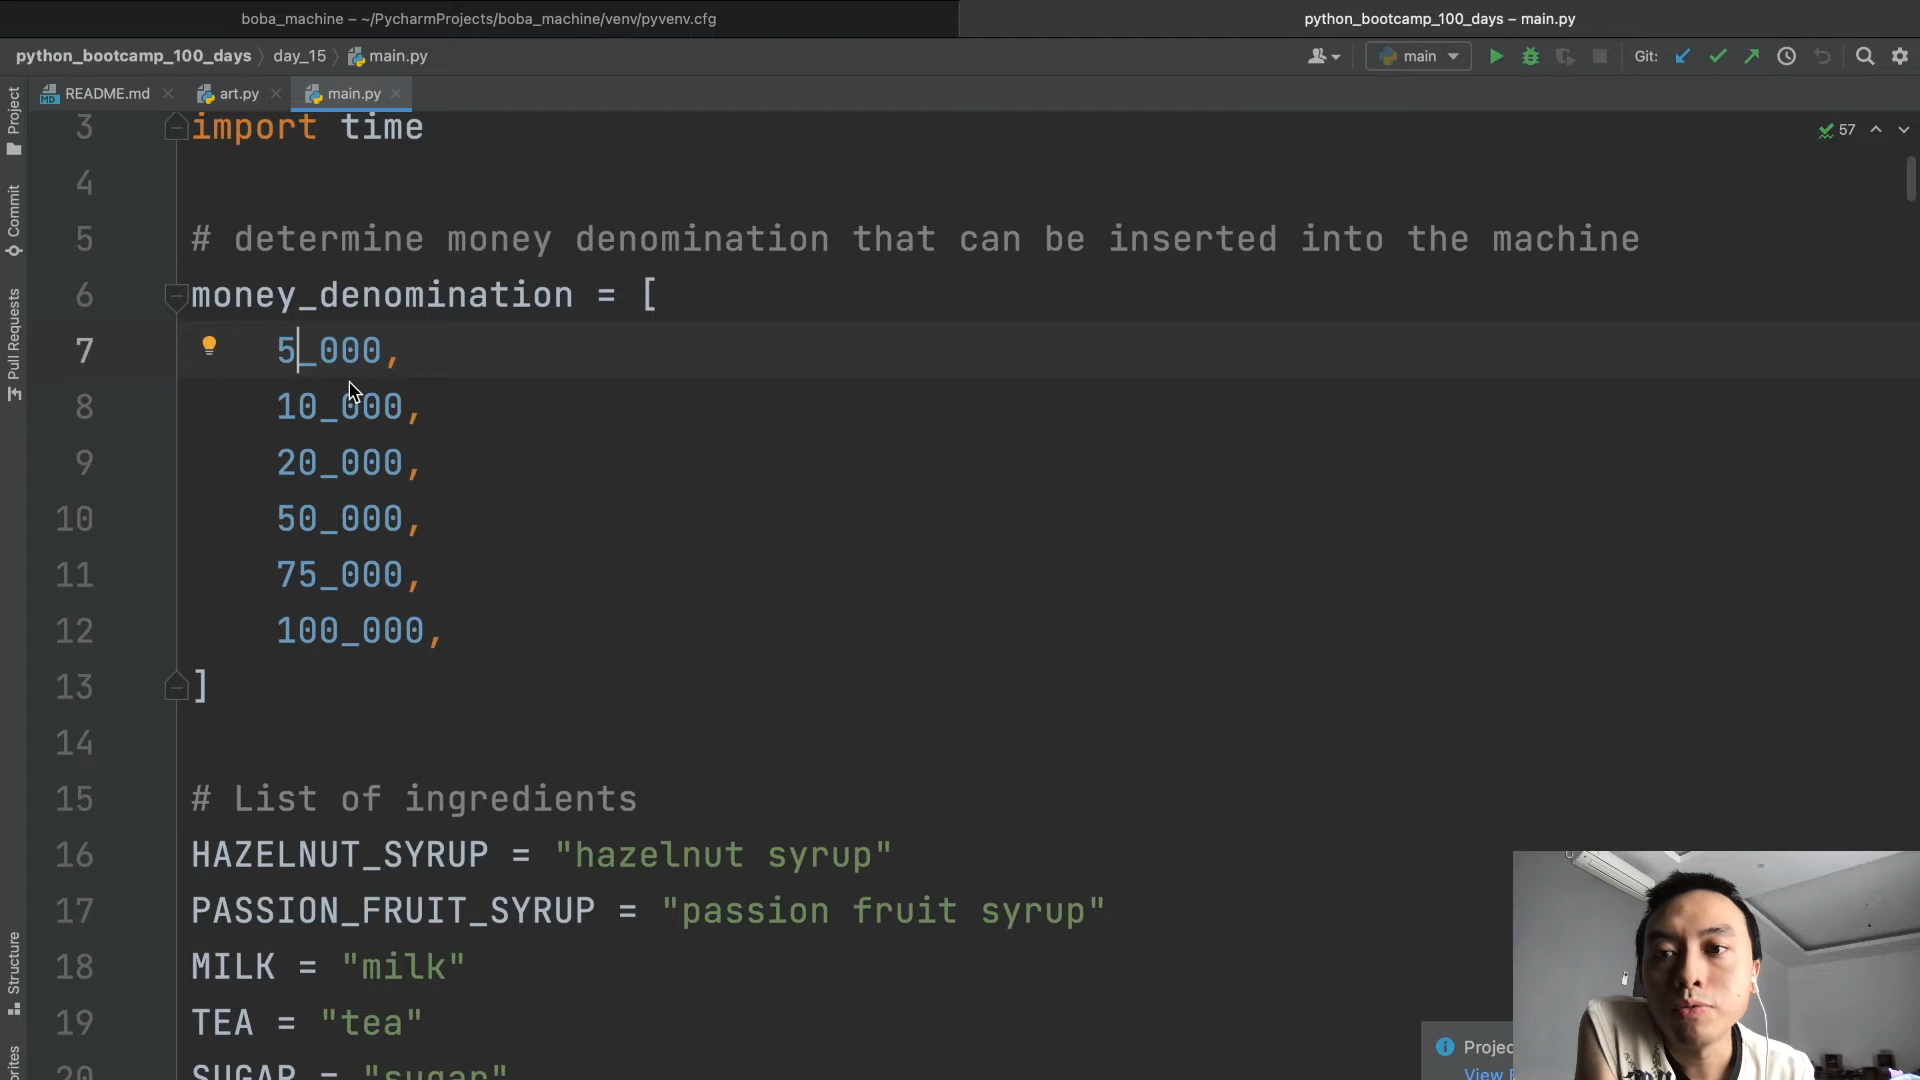 boba_machine – ~/PycharmProjects/boba_machine/venv/pyvenv.cfg
python_bootcamp_100_days – main.py
python_bootcamp_100_days day_15 main.py
main
Git:
README.md
art.py
main.py
Project
Commit
Pull Requests
Structure
57
3 import time
4
5 # determine money denomination that can be inserted into the machine
6 money_denomination = [
7 5_000,
8 10_000,
9 20_000,
10 50_000,
11 75_000,
12 100_000,
13 ]
14
15 # List of ingredients
16 HAZELNUT_SYRUP = "hazelnut syrup"
17 PASSION_FRUIT_SYRUP = "passion fruit syrup"
18 MILK = "milk"
19 TEA = "tea"
20 SUGAR = "sugar"